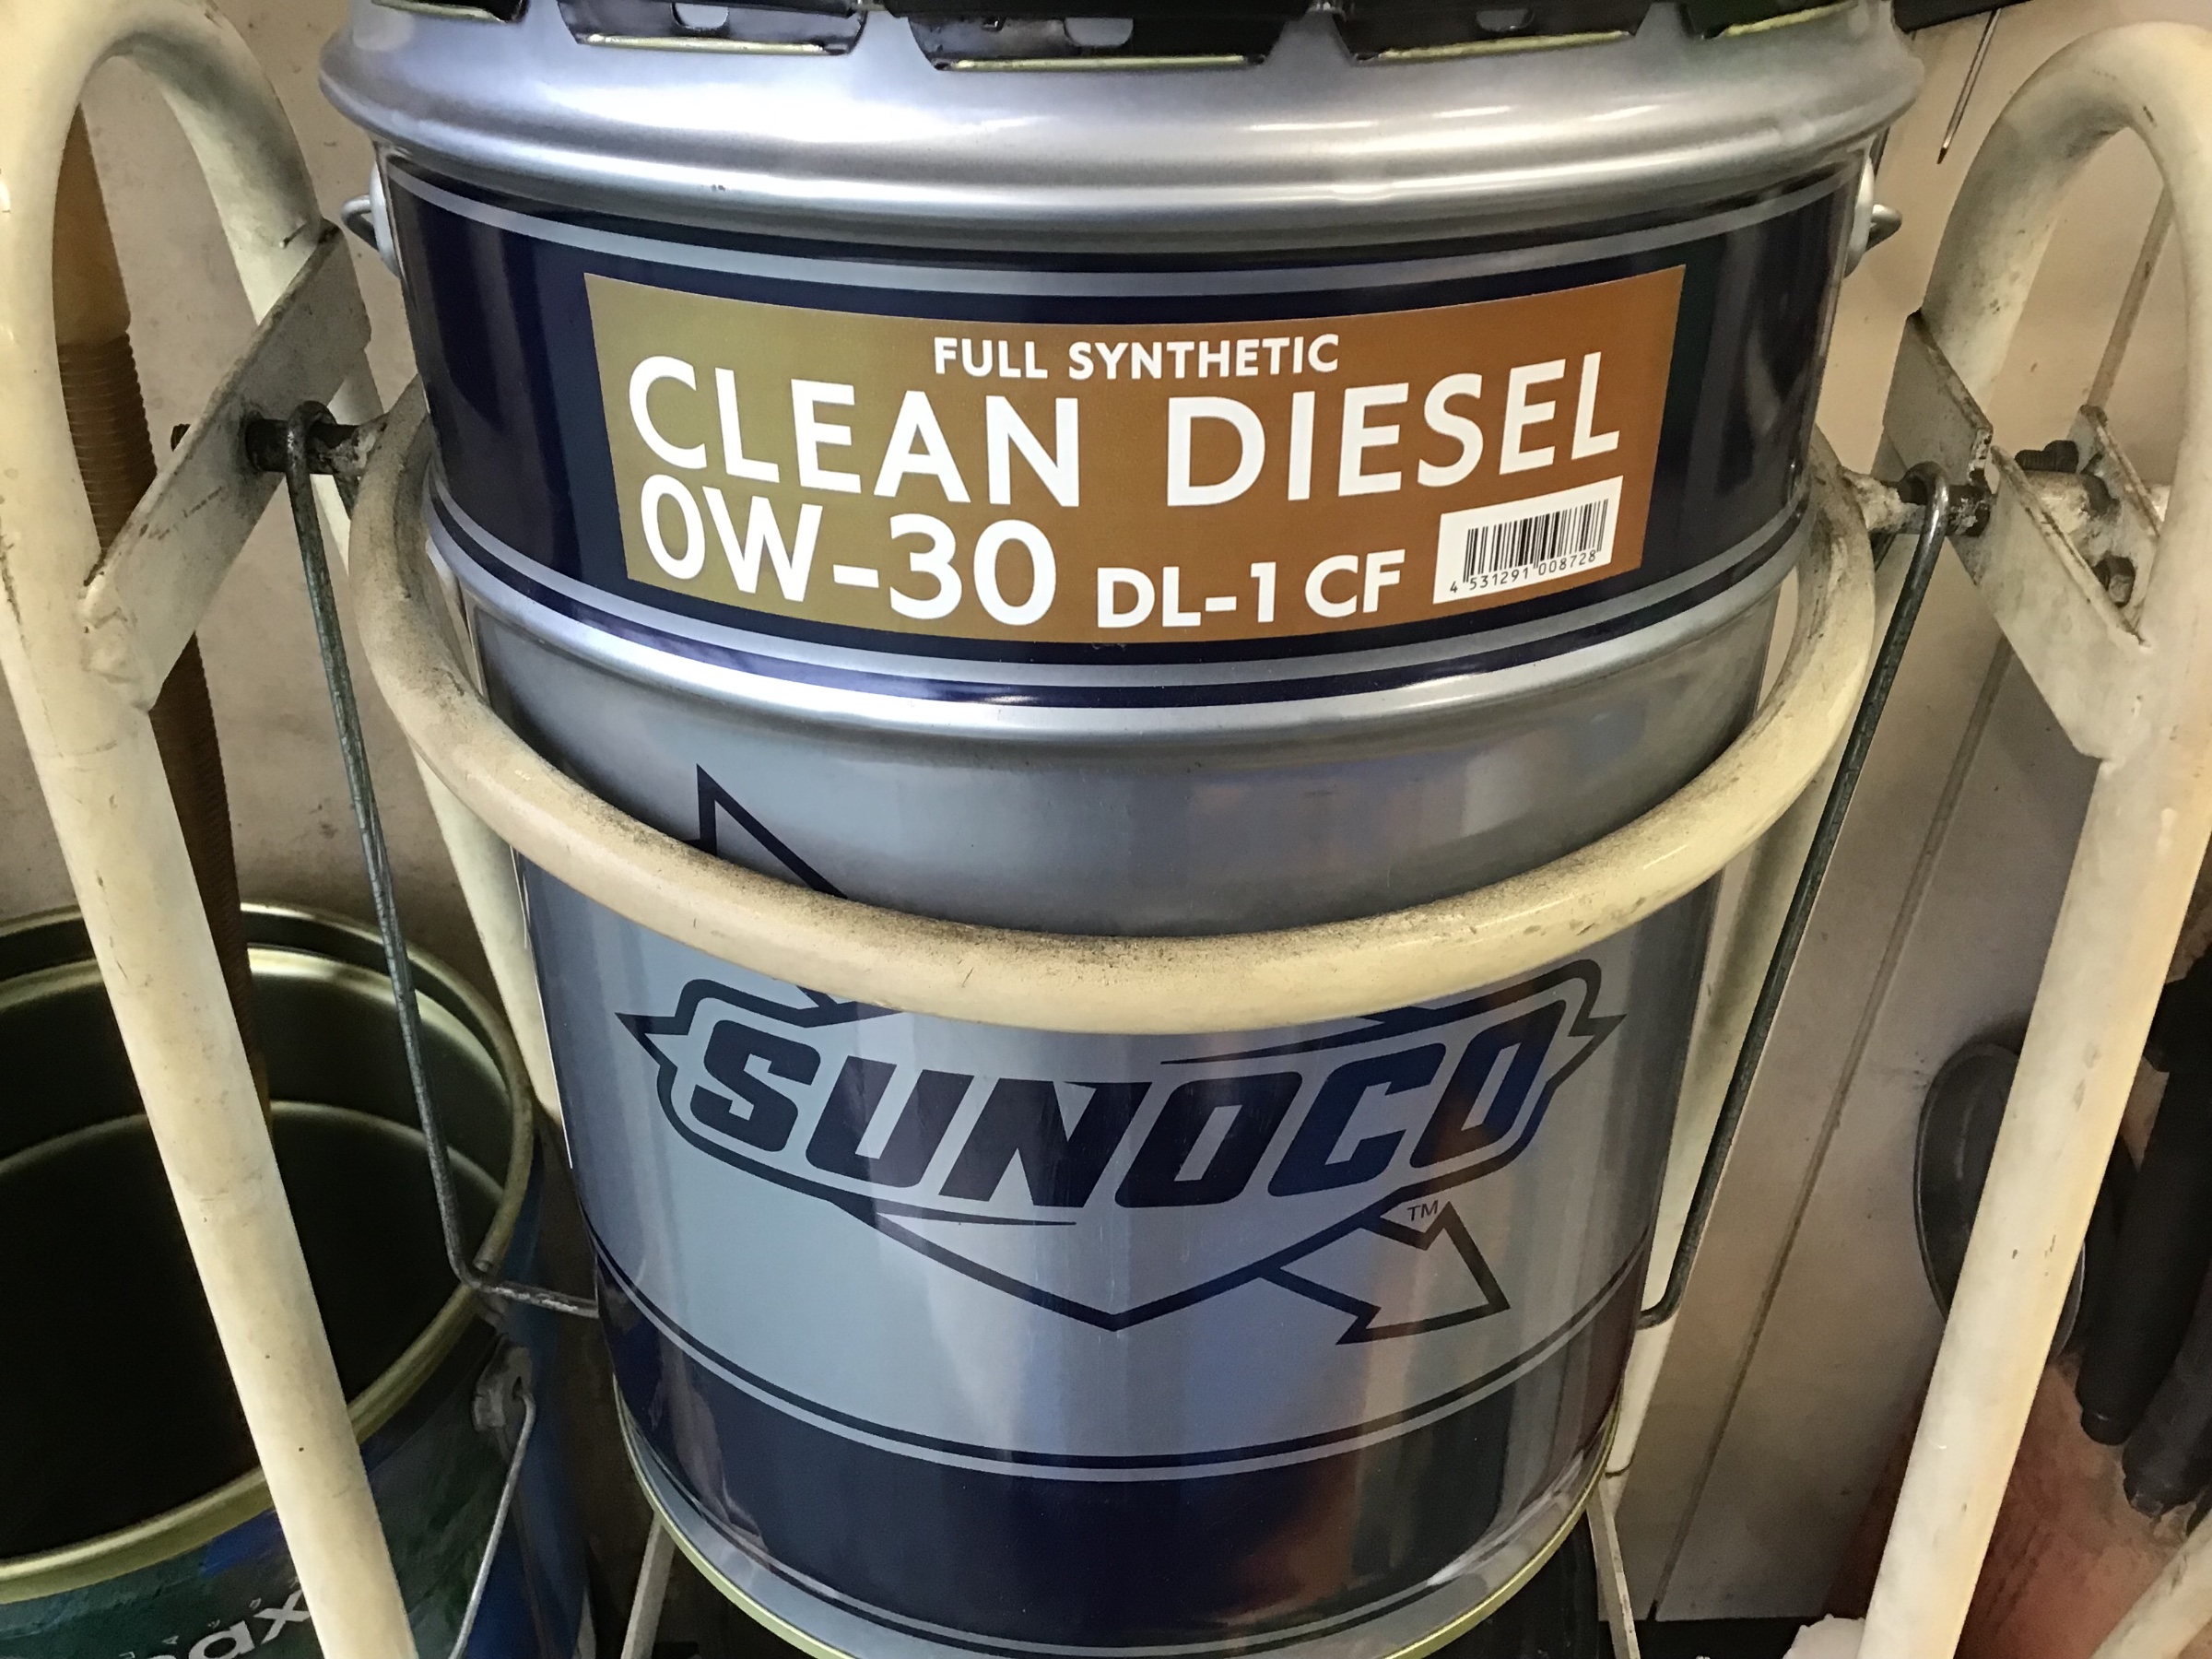 FULL SYNTHETIC
CLEAN DIESEL
0W-30 DL-1 CF
4 531291 008728
SUNOCO
TM